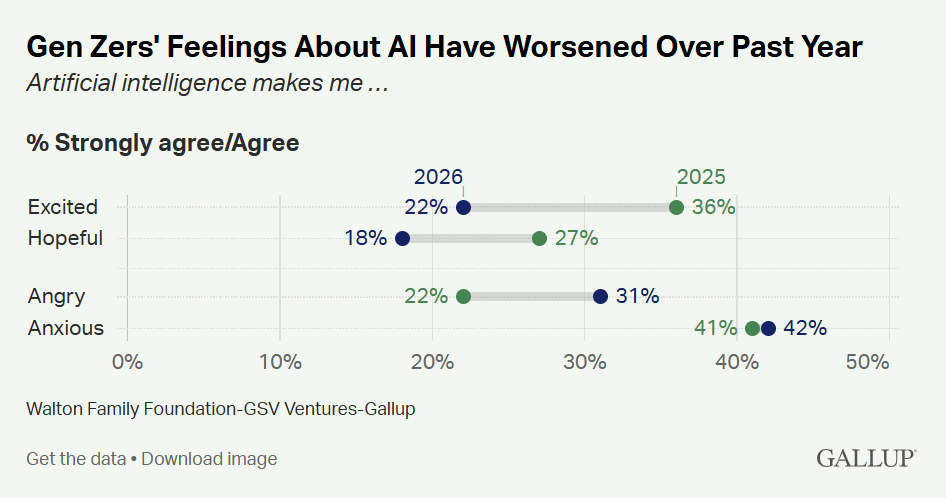 Gen Zers' Feelings About AI Have Worsened Over Past Year
Artificial intelligence makes me ...
% Strongly agree/Agree
2026 2025
Excited 22% 36%
Hopeful 18% 27%
Angry 22% 31%
Anxious 41% 42%
0% 10% 20% 30% 40% 50%
Walton Family Foundation-GSV Ventures-Gallup
Get the data • Download image
GALLUP